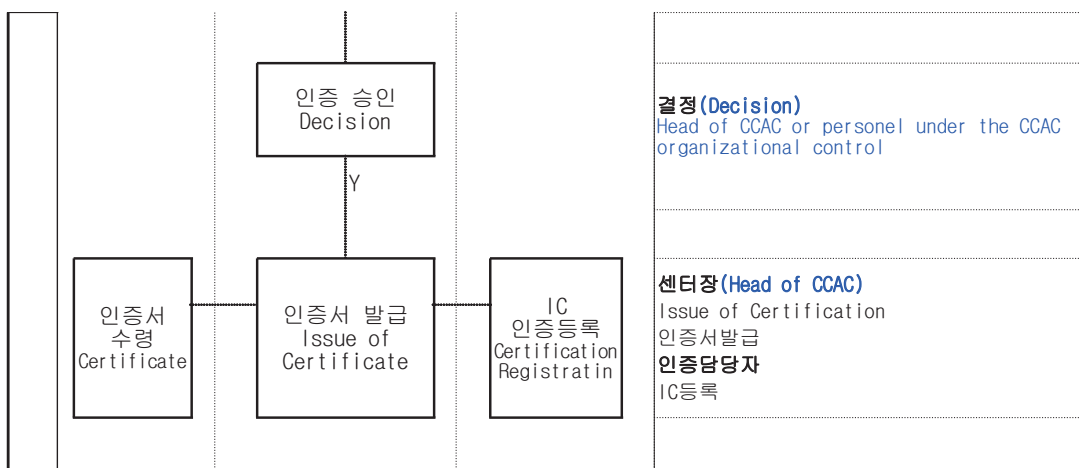 인증 승인
Decision
결정(Decision)
Head of CCAC or personel under the CCAC
organizational control
Y
인증서
수령
Certificate
인증서 발급
Issue of
Certificate
IC
인증등록
Certification
Registratin
센터장(Head of CCAC)
Issue of Certification
인증서발급
인증담당자
IC등록